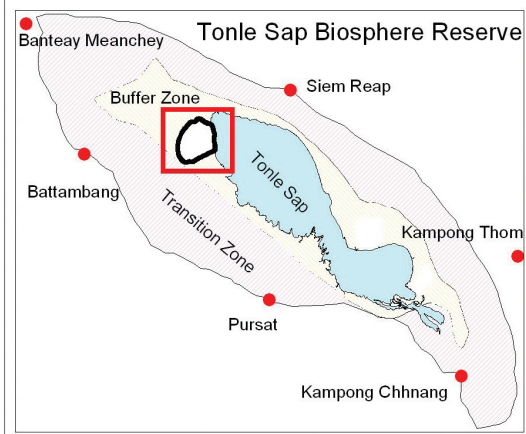 Tonle Sap Biosphere Reserve
Banteay Meanchey
Siem Reap
Buffer Zone
Tonle Sap
Battambang
Transition Zone
Kampong Thom
Pursat
Kampong Chhnang